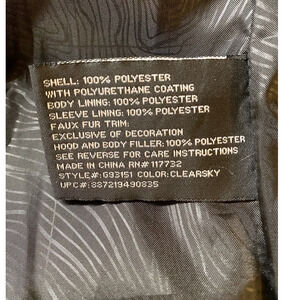 SHELL: 100% POLYESTER
WITH POLYURETHANE COATING
BODY LINING: 100% POLYESTER
SLEEVE LINING: 100% POLYESTER
FAUX FUR TRIM:
EXCLUSIVE OF DECORATION
HOOD AND BODY FILLER: 100% POLYESTER
SEE REVERSE FOR CARE INSTRUCTIONS
MADE IN CHINA RN# 117732
STYLE#: G93151 COLOR: CLEARSKY
UPC#: 887219490835